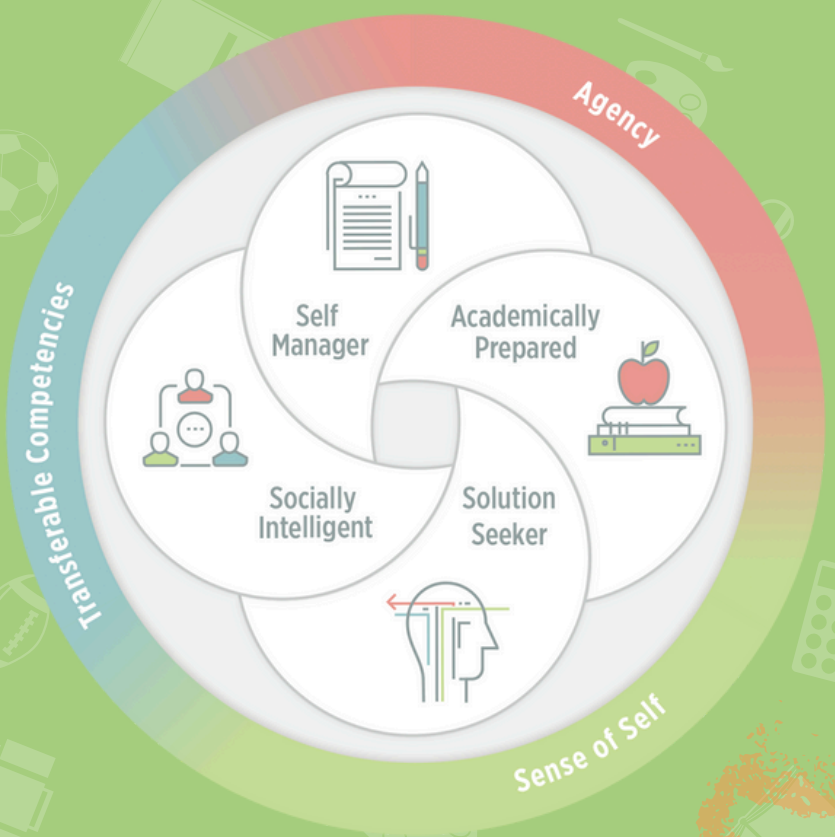 Agency
Self
Manager
Academically
Prepared
Transferable Competencies
Socially
Intelligent
Solution
Seeker
Sense of Self